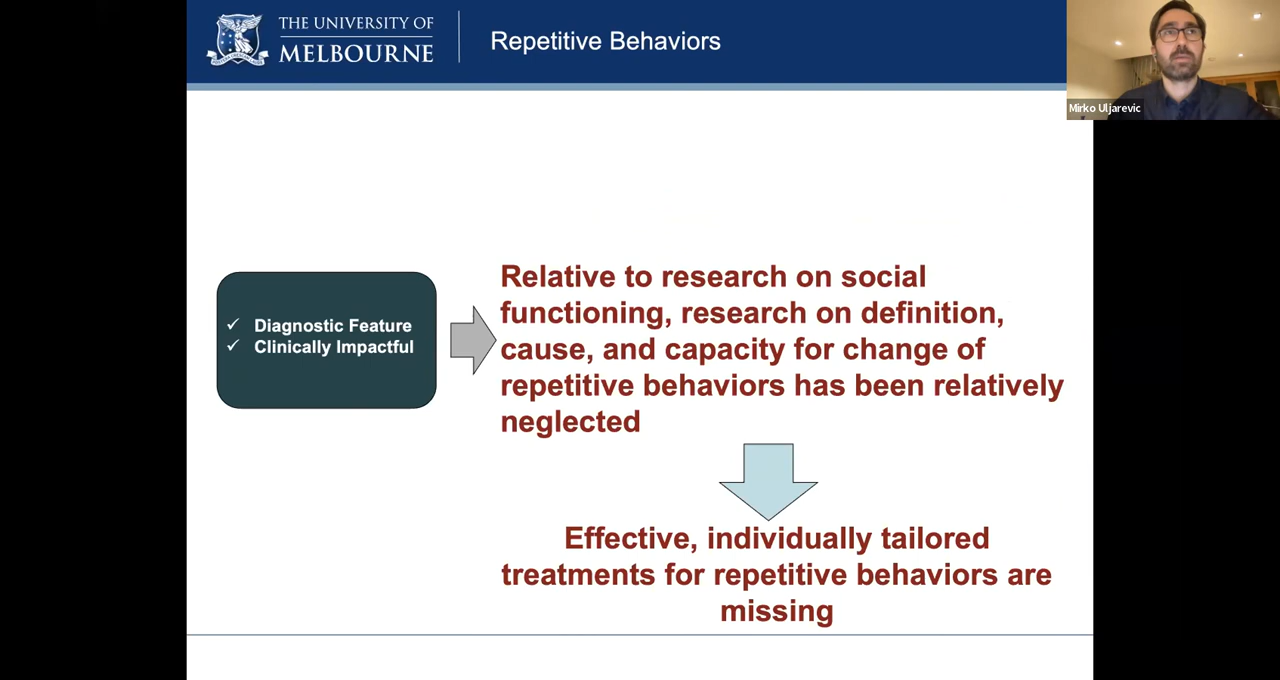 THE UNIVERSITY OF
MELBOURNE
Repetitive Behaviors
Mirko Uljarevic
✓ Diagnostic Feature
✓ Clinically Impactful
Relative to research on social
functioning, research on definition,
cause, and capacity for change of
repetitive behaviors has been relatively
neglected
Effective, individually tailored
treatments for repetitive behaviors are
missing